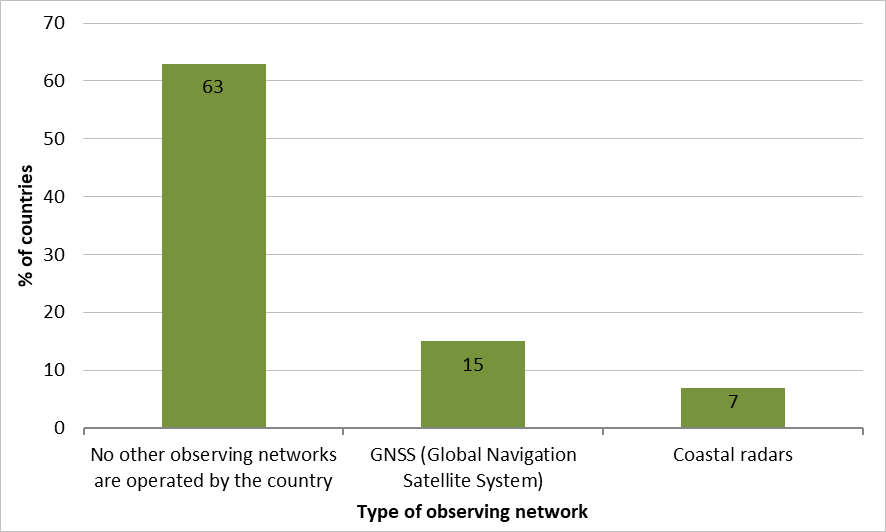 70
60
50
40
30
20
10
0
% of countries
63
15
7
No other observing networks
are operated by the country
GNSS (Global Navigation
Satellite System)
Coastal radars
Type of observing network